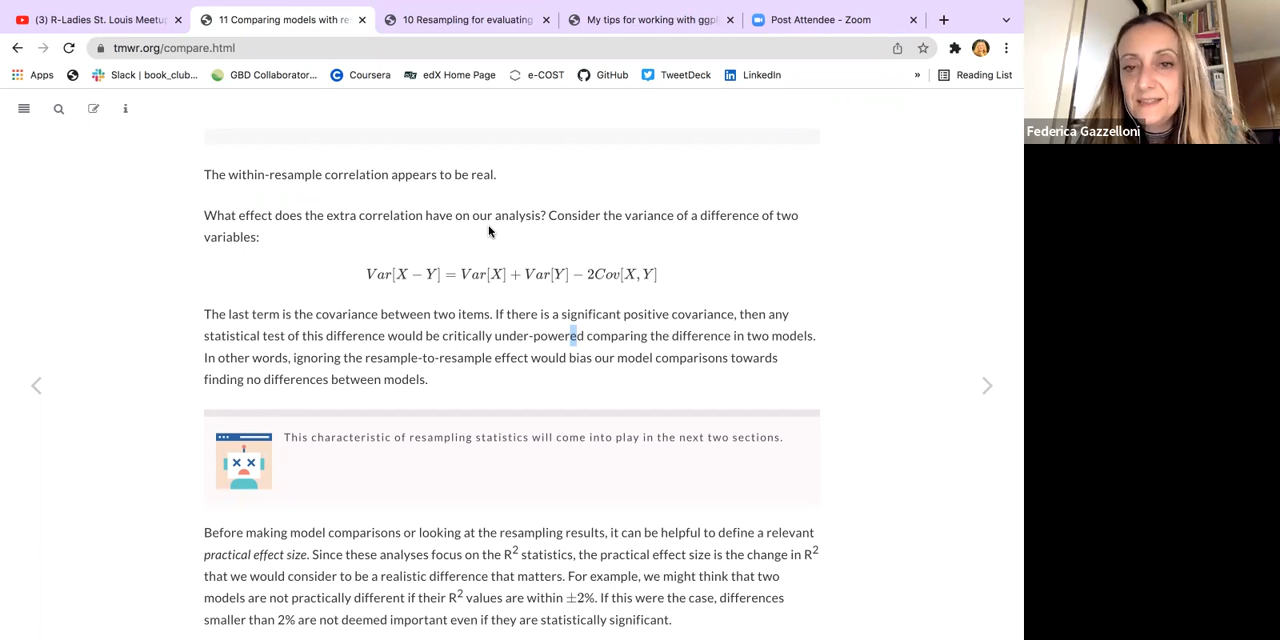 (3) R-Ladies St. Louis Meetu
11 Comparing models with re
10 Resampling for evaluating
My tips for working with ggpl
Post Attendee - Zoom
tmwr.org/compare.html
Apps
Slack | book_club...
GBD Collaborator...
Coursera
edX Home Page
e-COST
GitHub
TweetDeck
LinkedIn
»
Reading List
Federica Gazzelloni
The within-resample correlation appears to be real.
What effect does the extra correlation have on our analysis? Consider the variance of a difference of two
variables:
Var[X − Y] = Var[X] + Var[Y] − 2Cov[X, Y]
The last term is the covariance between two items. If there is a significant positive covariance, then any
statistical test of this difference would be critically under-powered comparing the difference in two models.
In other words, ignoring the resample-to-resample effect would bias our model comparisons towards
finding no differences between models.
This characteristic of resampling statistics will come into play in the next two sections.
Before making model comparisons or looking at the resampling results, it can be helpful to define a relevant
practical effect size. Since these analyses focus on the R² statistics, the practical effect size is the change in R²
that we would consider to be a realistic difference that matters. For example, we might think that two
models are not practically different if their R² values are within ±2%. If this were the case, differences
smaller than 2% are not deemed important even if they are statistically significant.